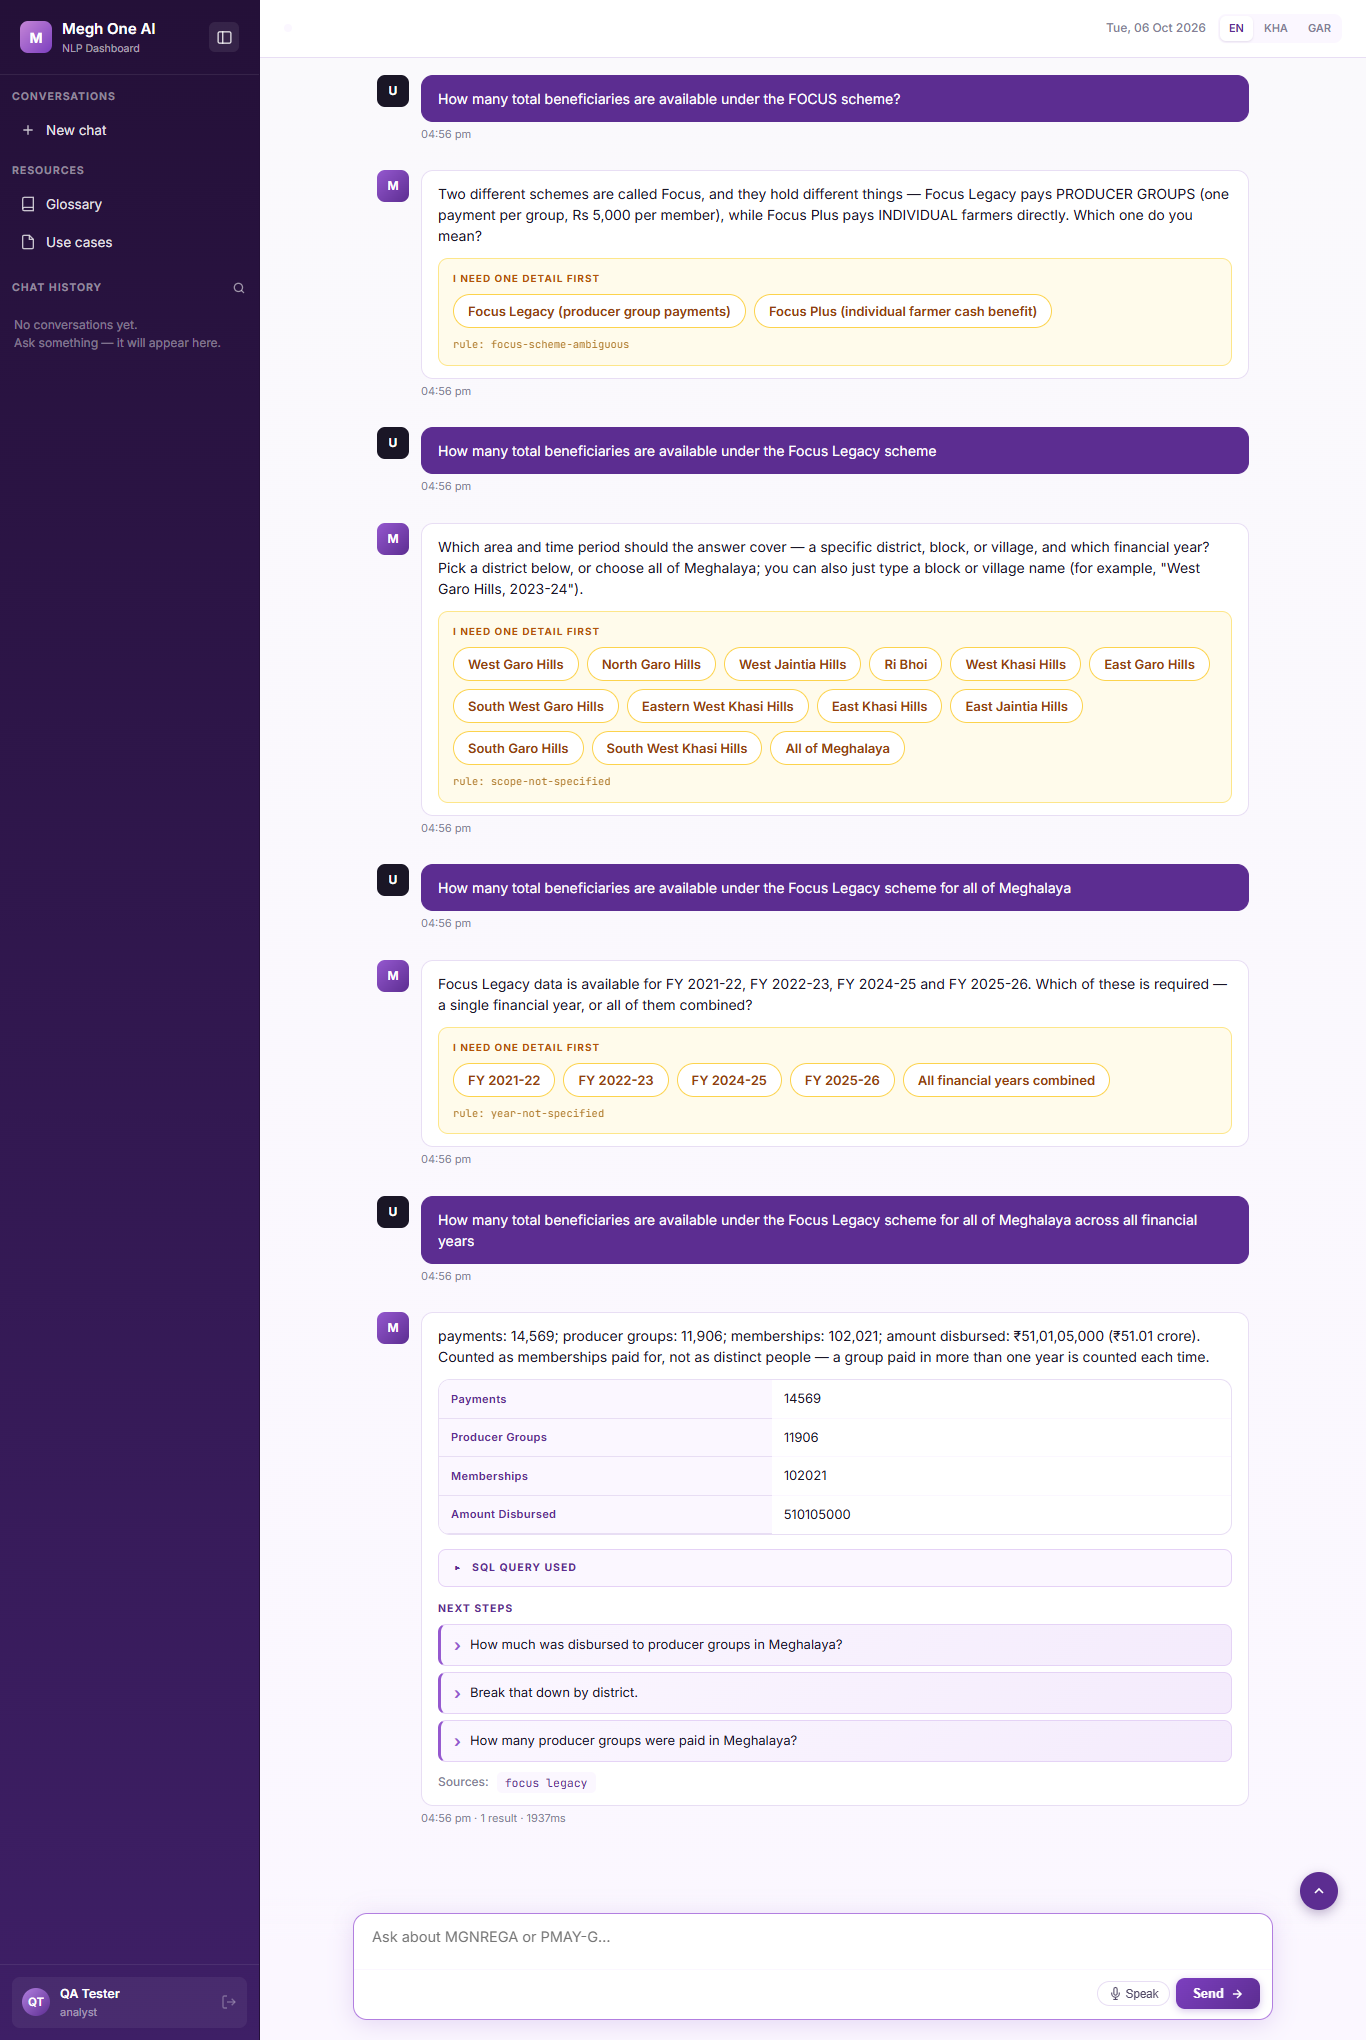 M
Megh One AI
NLP Dashboard
CONVERSATIONS
+ New chat
RESOURCES
Glossary
Use cases
CHAT HISTORY
No conversations yet.
Ask something — it will appear here.
QT
QA Tester
analyst
Tue, 06 Oct 2026
EN KHA GAR
U
How many total beneficiaries are available under the FOCUS scheme?
04:56 pm
M
Two different schemes are called Focus, and they hold different things — Focus Legacy pays PRODUCER GROUPS (one
payment per group, Rs 5,000 per member), while Focus Plus pays INDIVIDUAL farmers directly. Which one do you
mean?
I NEED ONE DETAIL FIRST
Focus Legacy (producer group payments) Focus Plus (individual farmer cash benefit)
rule: focus-scheme-ambiguous
04:56 pm
U
How many total beneficiaries are available under the Focus Legacy scheme
04:56 pm
M
Which area and time period should the answer cover — a specific district, block, or village, and which financial year?
Pick a district below, or choose all of Meghalaya; you can also just type a block or village name (for example, "West
Garo Hills, 2023-24").
I NEED ONE DETAIL FIRST
West Garo Hills North Garo Hills West Jaintia Hills Ri Bhoi West Khasi Hills East Garo Hills
South West Garo Hills Eastern West Khasi Hills East Khasi Hills East Jaintia Hills
South Garo Hills South West Khasi Hills All of Meghalaya
rule: scope-not-specified
04:56 pm
U
How many total beneficiaries are available under the Focus Legacy scheme for all of Meghalaya
04:56 pm
M
Focus Legacy data is available for FY 2021-22, FY 2022-23, FY 2024-25 and FY 2025-26. Which of these is required —
a single financial year, or all of them combined?
I NEED ONE DETAIL FIRST
FY 2021-22 FY 2022-23 FY 2024-25 FY 2025-26 All financial years combined
rule: year-not-specified
04:56 pm
U
How many total beneficiaries are available under the Focus Legacy scheme for all of Meghalaya across all financial
years
04:56 pm
M
payments: 14,569; producer groups: 11,906; memberships: 102,021; amount disbursed: ₹51,01,05,000 (₹51.01 crore).
Counted as memberships paid for, not as distinct people — a group paid in more than one year is counted each time.
Payments 14569
Producer Groups 11906
Memberships 102021
Amount Disbursed 510105000
SQL QUERY USED
NEXT STEPS
How much was disbursed to producer groups in Meghalaya?
Break that down by district.
How many producer groups were paid in Meghalaya?
Sources: focus legacy
04:56 pm · 1 result · 1937ms
Ask about MGNREGA or PMAY-G...
Speak Send →